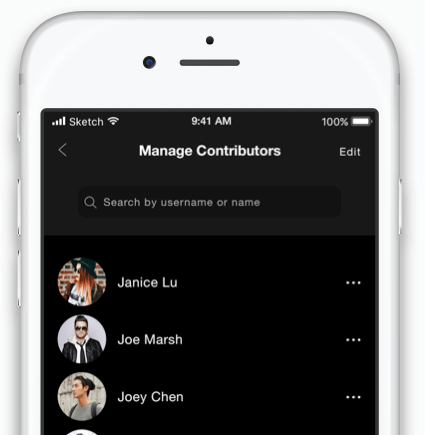 Sketch 9:41 AM 100%
Manage Contributors Edit
Search by username or name
Janice Lu
Joe Marsh
Joey Chen